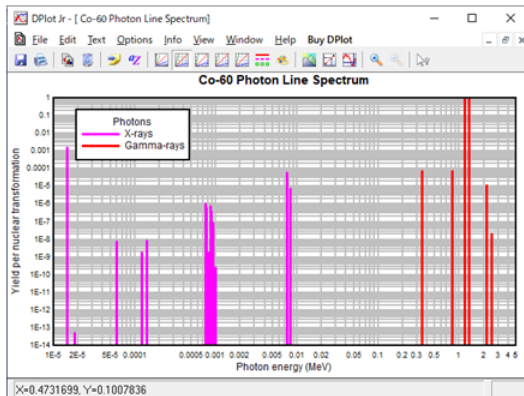 DPlot Jr - [ Co-60 Photon Line Spectrum]
File Edit Text Options Info View Window Help Buy DPlot
Co-60 Photon Line Spectrum
Photons
X-rays
Gamma-rays
Yield per nuclear transformation
1
0.1
0.01
0.001
0.0001
1E-5
1E-6
1E-7
1E-8
1E-9
1E-10
1E-11
1E-12
1E-13
1E-14
1E-5 2E-5 0.0001 0.0005 0.001 0.005 0.01 0.02 0.05 0.1 0.2 0.3 0.5 1 2 3 4 5
Photon energy (MeV)
X=0.4731699, Y=0.1007836